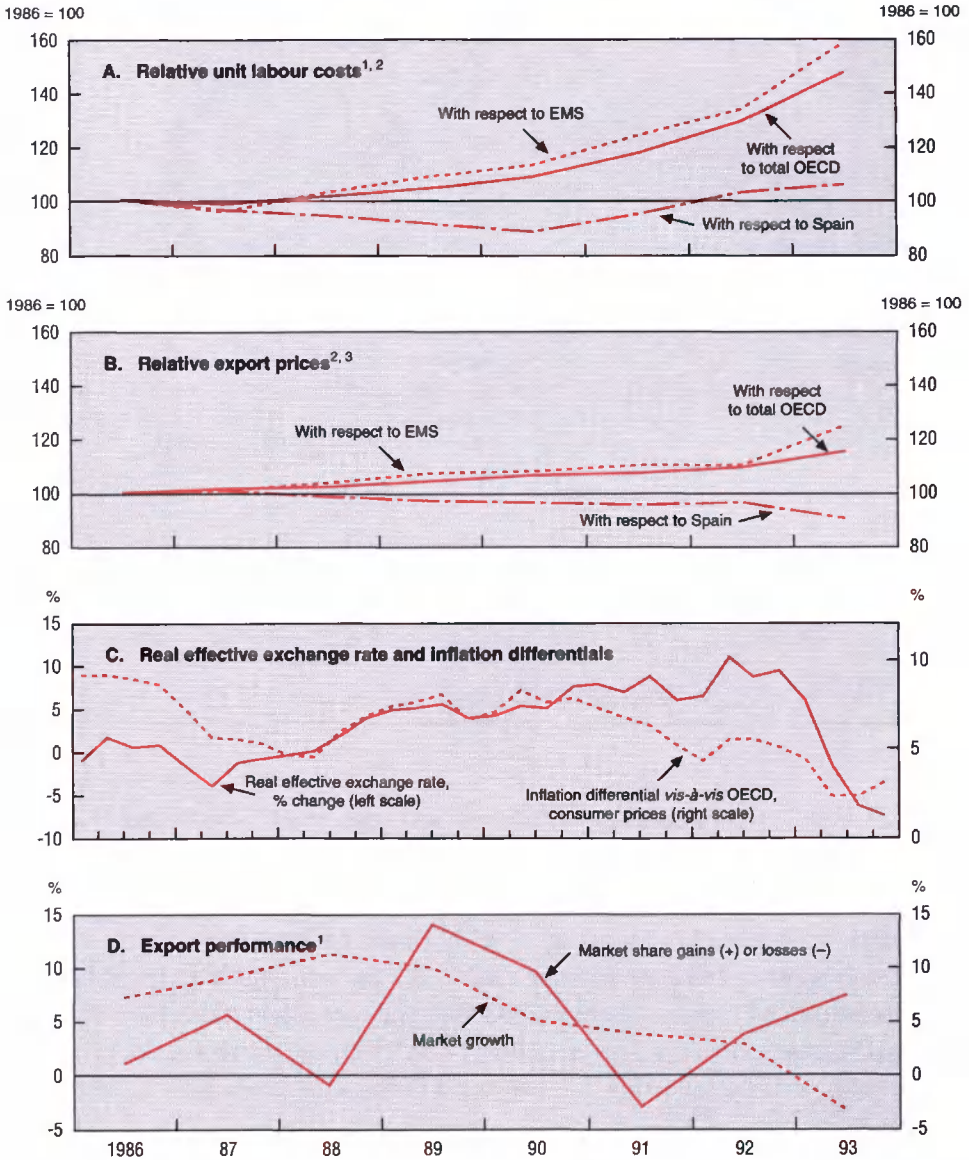 1986 = 100
1986 = 100
160
160
A. Relative unit labour costs1,2
140
140
With respect to EMS
120
120
With respect to total OECD
100
100
With respect to Spain
80
80
1986 = 100
1986 = 100
160
160
B. Relative export prices2,3
140
140
With respect to total OECD
With respect to EMS
120
120
100
100
With respect to Spain
80
80
%
%
15
C. Real effective exchange rate and inflation differentials
10
10
5
0
5
Real effective exchange rate, % change (left scale)
-5
Inflation differential vis-à-vis OECD, consumer prices (right scale)
-10
0
%
%
15
15
D. Export performance1
Market share gains (+) or losses (–)
10
10
5
5
Market growth
0
0
-5
-5
1986 87 88 89 90 91 92 93